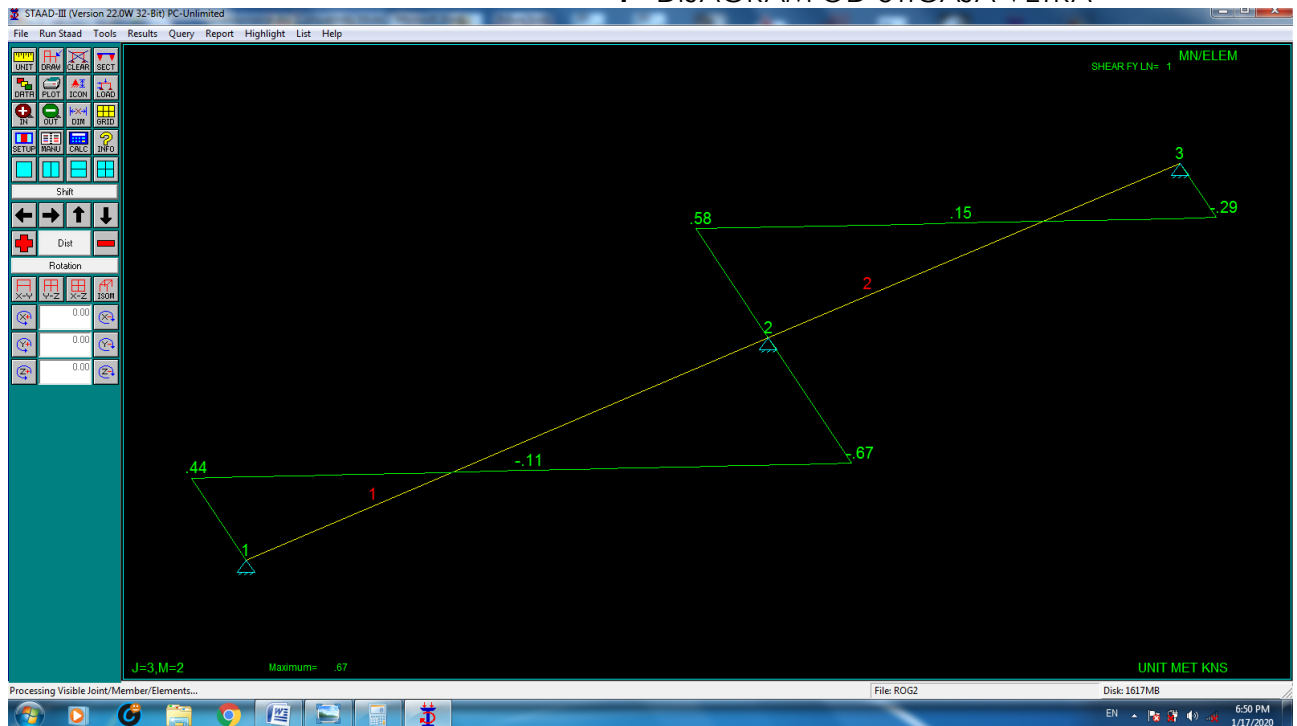 DIJAGRAM OD UTICAJA VETRA
STAAD-III (Version 22.0W 32-Bit) PC-Unlimited
File Run Staad Tools Results Query Report Highlight List Help
UNIT DRAW CLEAR SECT
DATA PLOT ICON LOAD
IN OUT DIM GRID
SETUP MANU CALC INFO
Shift
Dist
Rotation
X-Y Y-Z X-Z ISOM
X+ 0.00 X-
Y+ 0.00 Y-
Z+ 0.00 Z-
MN/ELEM
SHEAR FY LN= 1
3
-.29
.15
.58
2
2
-.67
-.11
.44
1
1
J=3,M=2 Maximum= .67 UNIT MET KNS
Processing Visible Joint/Member/Elements... File: ROG2 Disk: 1617MB
EN 6:50 PM
1/17/2020